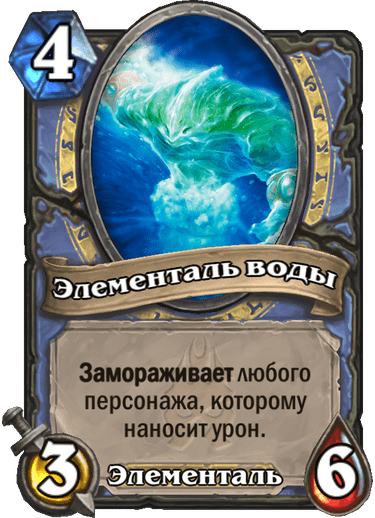 4
Элементаль воды
Замораживает любого
персонажа, которому
наносит урон.
3
Элементаль
6